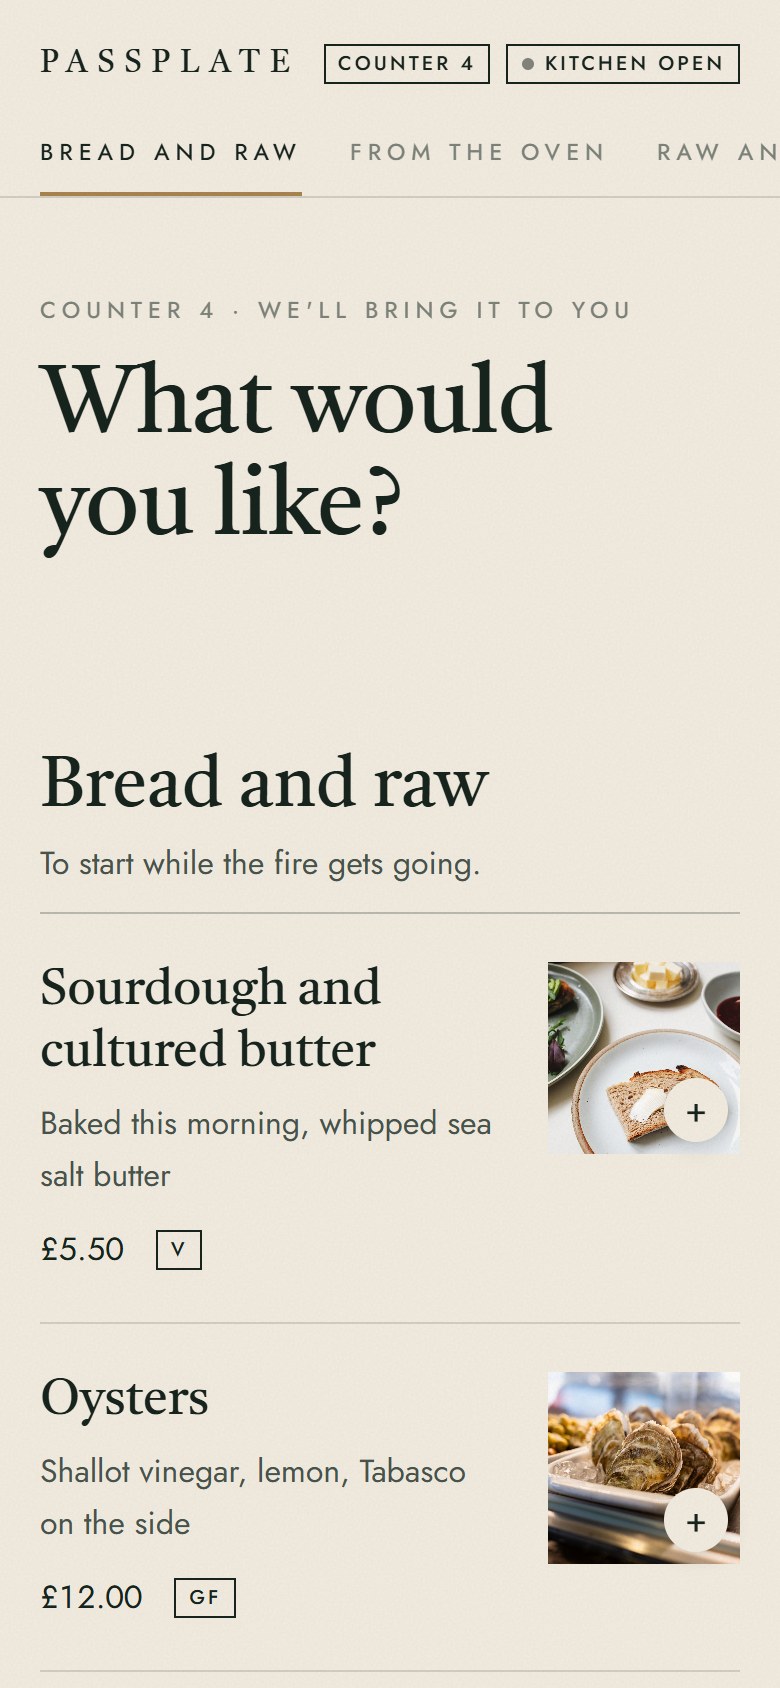 PASSPLATE COUNTER 4 KITCHEN OPEN
BREAD AND RAW FROM THE OVEN RAW
COUNTER 4 · WE'LL BRING IT TO YOU
What would
you like?
Bread and raw
To start while the fire gets going.
Sourdough and
cultured butter
Baked this morning, whipped sea
salt butter
+
£5.50 V
Oysters
Shallot vinegar, lemon, Tabasco
on the side
+
£12.00 GF